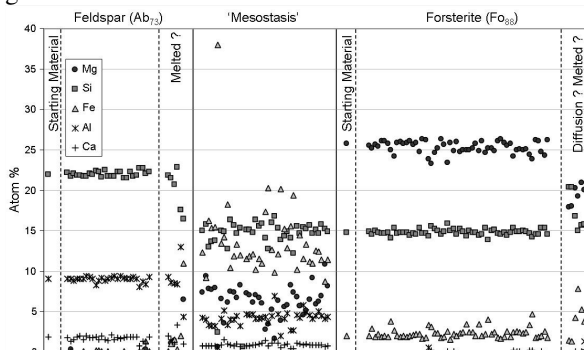 Feldspar (Ab73)
'Mesostasis'
Forsterite (Fo88)
Starting Material
Melted ?
Starting Material
Diffusion ? Melted ?
Mg
Si
Fe
Al
Ca
Atom %
40
35
30
25
20
15
10
5